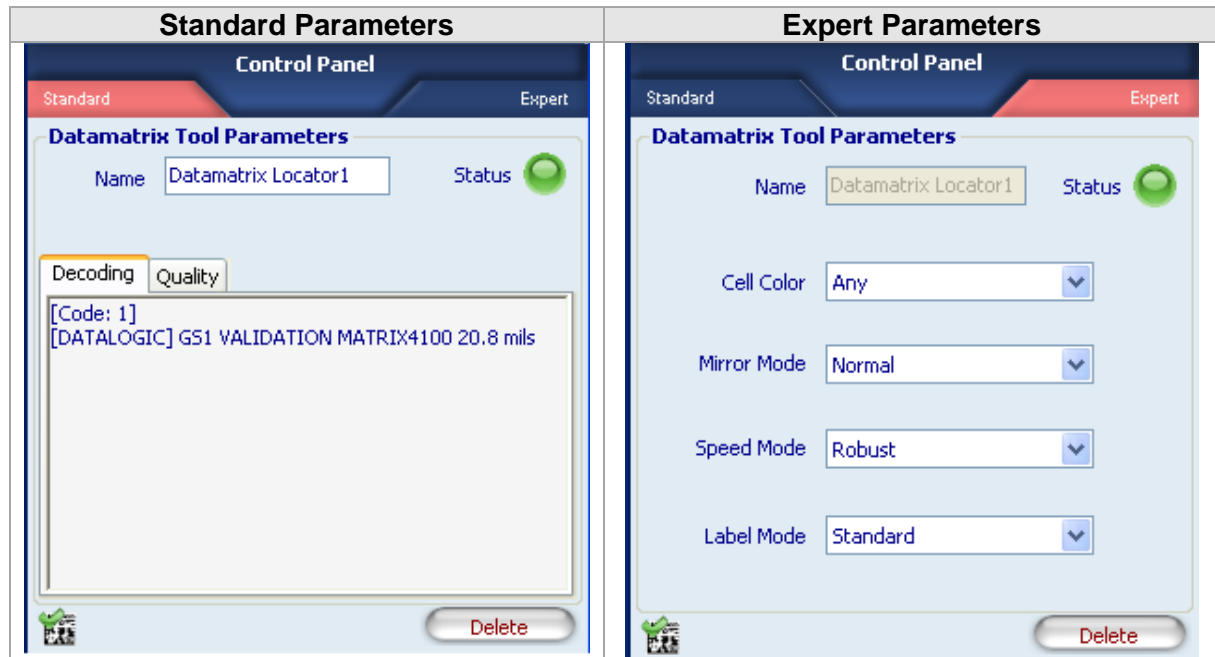 Standard Parameters
Control Panel
Standard Expert
Datamatrix Tool Parameters
Name Datamatrix Locator1 Status
Decoding Quality
[Code: 1]
[DATALOGIC] GS1 VALIDATION MATRIX4100 20.8 mils
Delete
Expert Parameters
Control Panel
Standard Expert
Datamatrix Tool Parameters
Name Datamatrix Locator1 Status
Cell Color Any
Mirror Mode Normal
Speed Mode Robust
Label Mode Standard
Delete